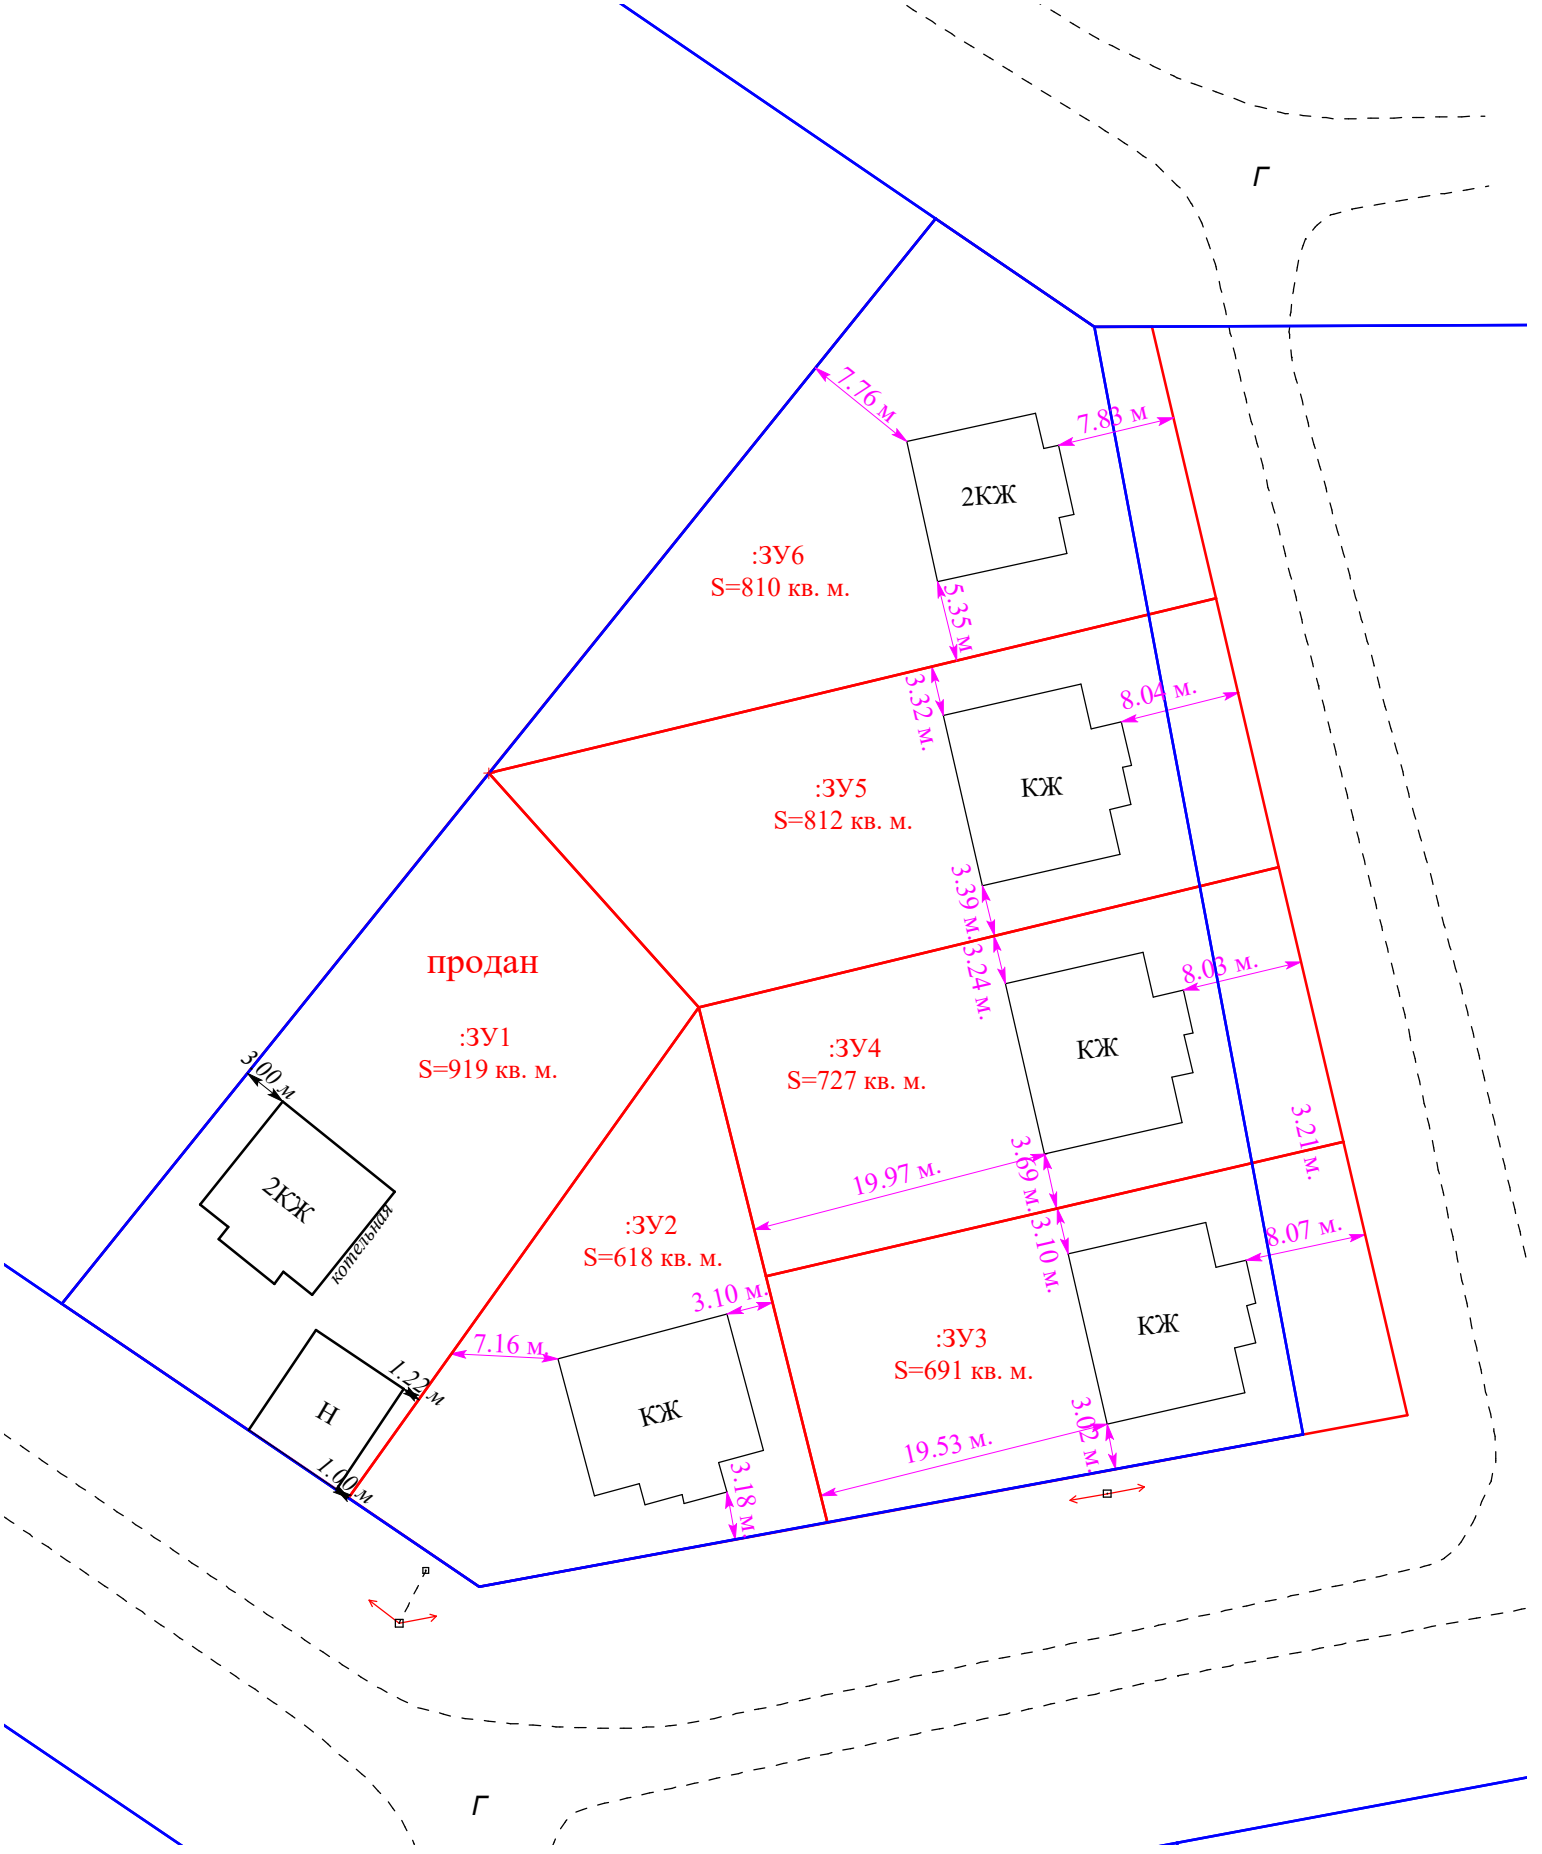 Г
7.76 м
7.83 м
2КЖ
:ЗУ6
S=810 кв. м.
5.35 м
3.32 м.
8.04 м.
:ЗУ5
S=812 кв. м.
КЖ
3.39 м.
продан
3.24 м.
8.03 м.
:ЗУ1
S=919 кв. м.
:ЗУ4
S=727 кв. м.
КЖ
3.00 м
3.21 м.
19.97 м.
3.69 м.
2КЖ
котельная
:ЗУ2
S=618 кв. м.
3.10 м.
8.07 м.
3.10 м.
7.16 м.
:ЗУ3
S=691 кв. м.
КЖ
1.22 м
Н
КЖ
19.53 м.
3.02 м.
1.00 м
3.18 м.
Г